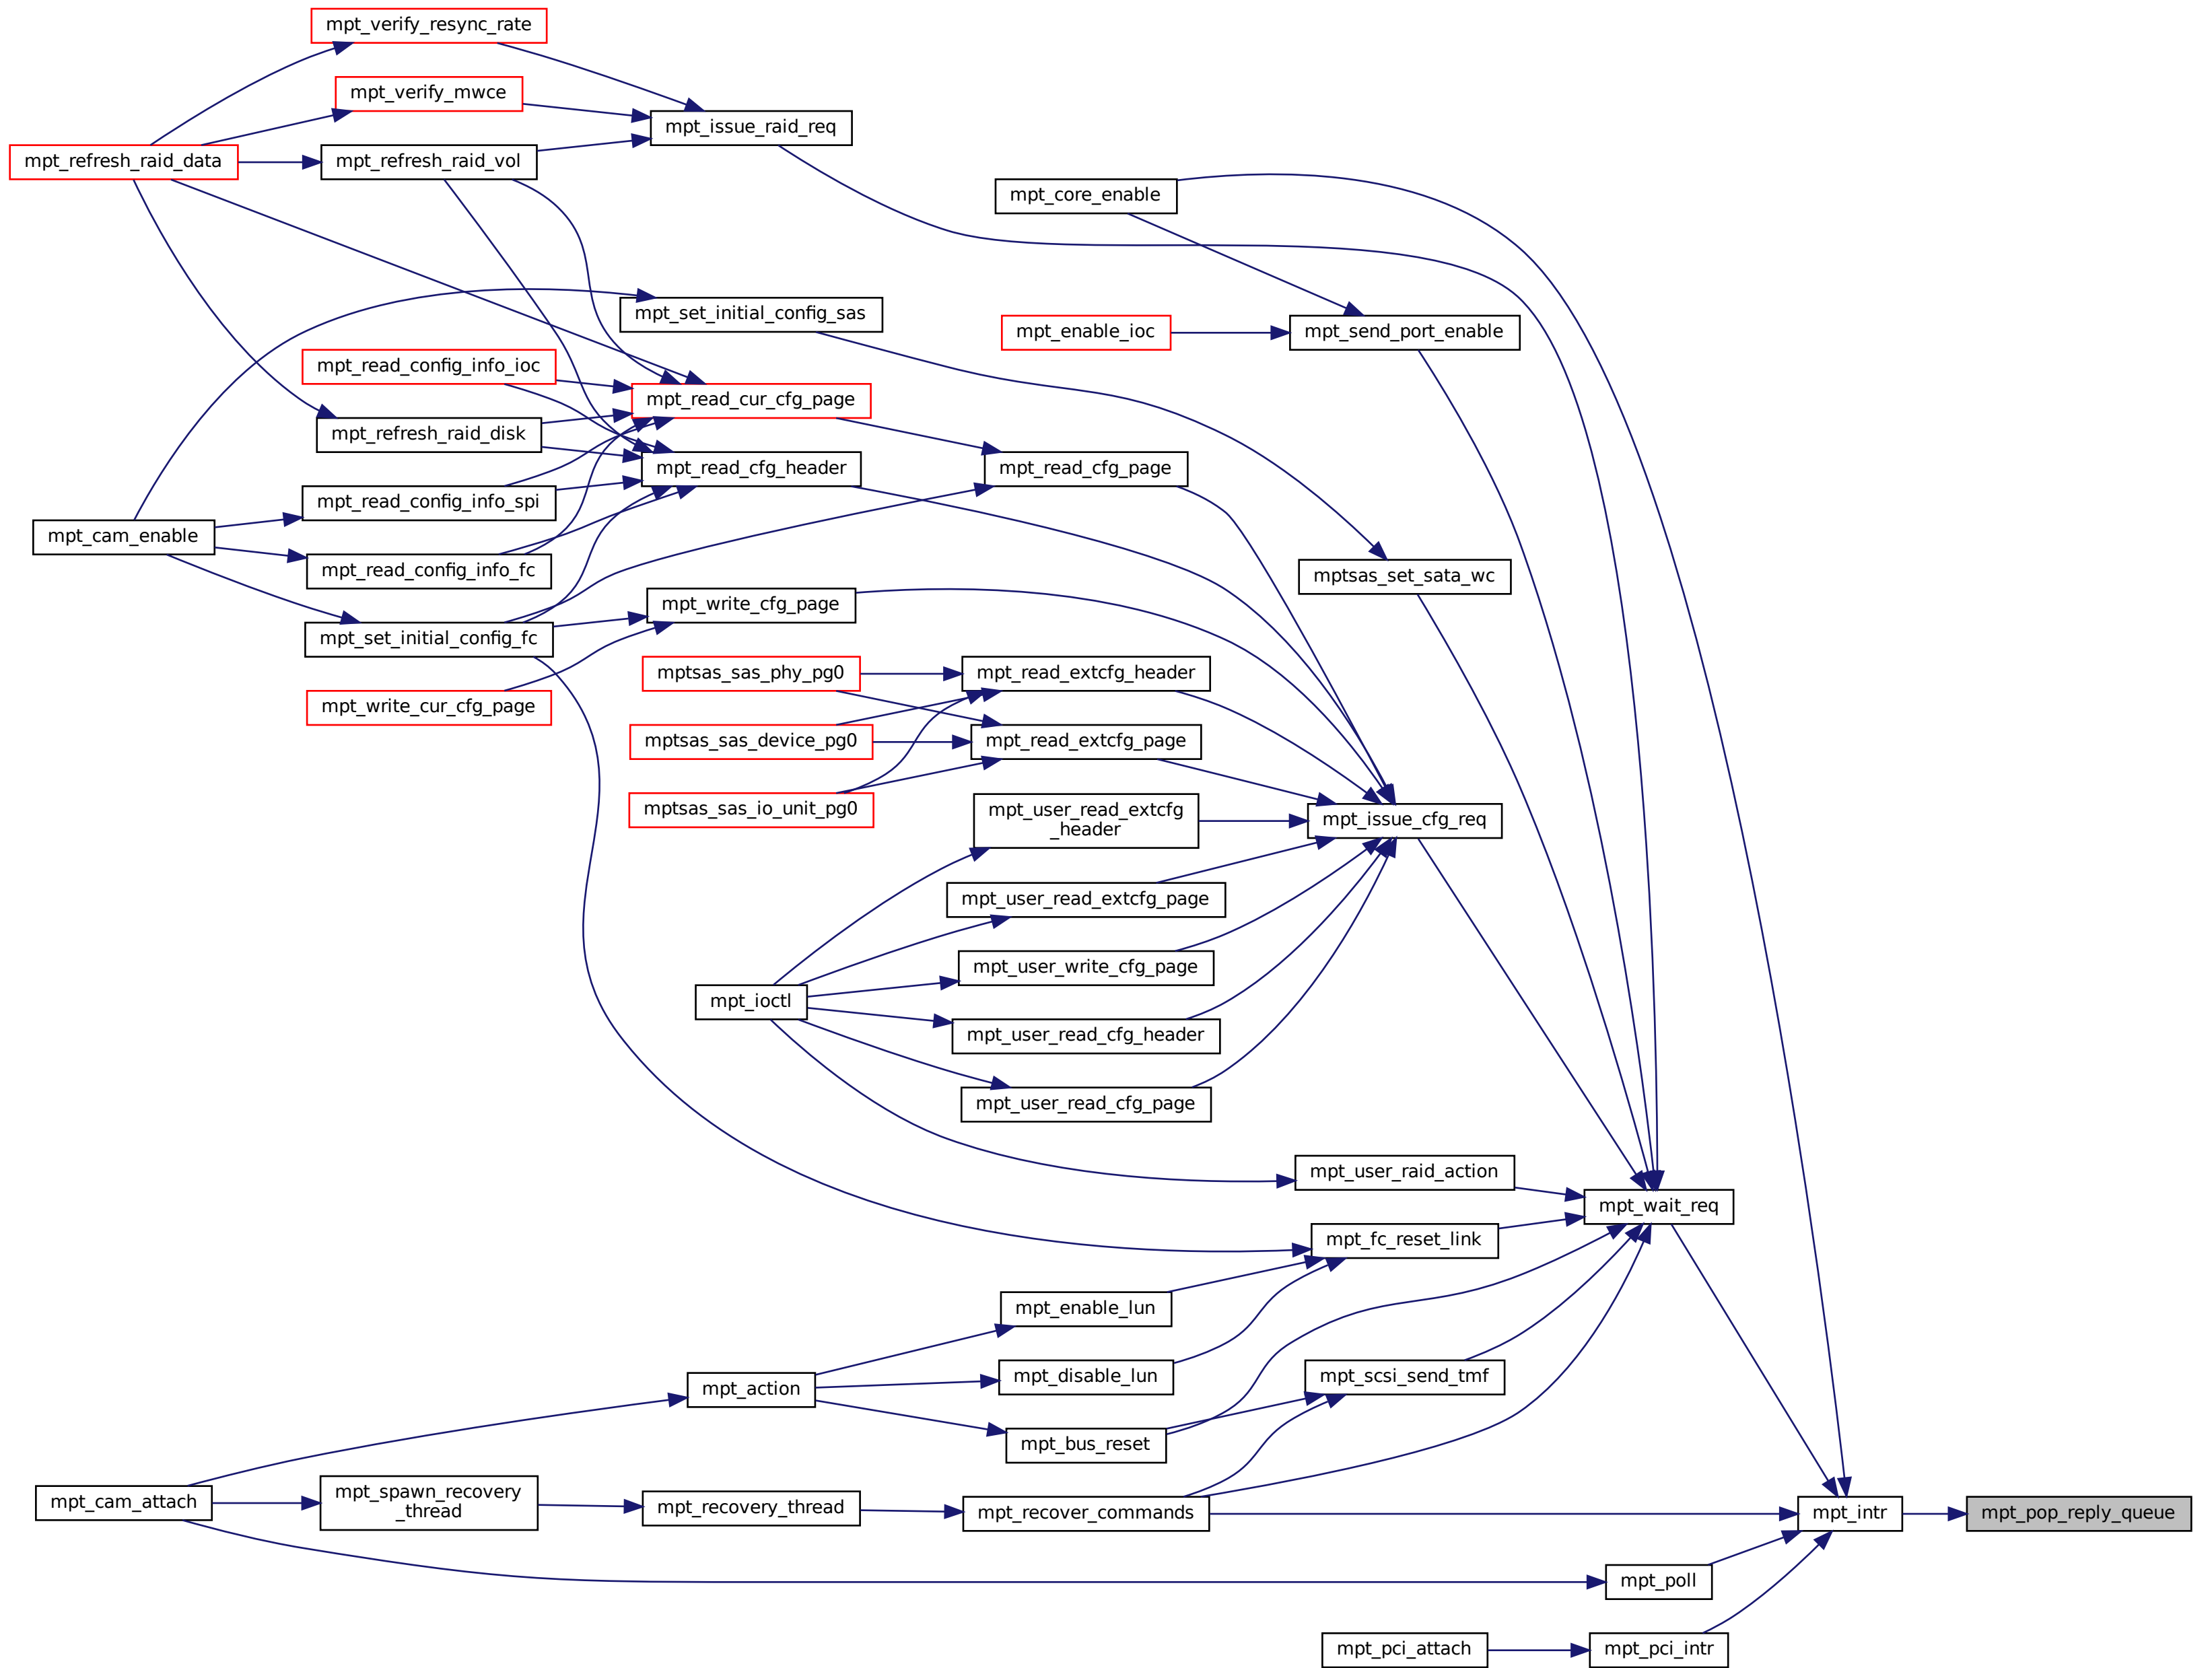 mpt_verify_resync_rate
mpt_verify_mwce
mpt_issue_raid_req
mpt_refresh_raid_data
mpt_refresh_raid_vol
mpt_core_enable
mpt_set_initial_config_sas
mpt_enable_ioc
mpt_send_port_enable
mpt_read_config_info_ioc
mpt_read_cur_cfg_page
mpt_refresh_raid_disk
mpt_read_cfg_header
mpt_read_cfg_page
mpt_read_config_info_spi
mpt_cam_enable
mpt_read_config_info_fc
mptsas_set_sata_wc
mpt_write_cfg_page
mpt_set_initial_config_fc
mptsas_sas_phy_pg0
mpt_read_extcfg_header
mpt_write_cur_cfg_page
mptsas_sas_device_pg0
mpt_read_extcfg_page
mptsas_sas_io_unit_pg0
mpt_user_read_extcfg
_header
mpt_issue_cfg_req
mpt_user_read_extcfg_page
mpt_user_write_cfg_page
mpt_ioctl
mpt_user_read_cfg_header
mpt_user_read_cfg_page
mpt_user_raid_action
mpt_wait_req
mpt_fc_reset_link
mpt_enable_lun
mpt_disable_lun
mpt_scsi_send_tmf
mpt_action
mpt_bus_reset
mpt_cam_attach
mpt_spawn_recovery
_thread
mpt_recovery_thread
mpt_recover_commands
mpt_intr
mpt_pop_reply_queue
mpt_poll
mpt_pci_attach
mpt_pci_intr